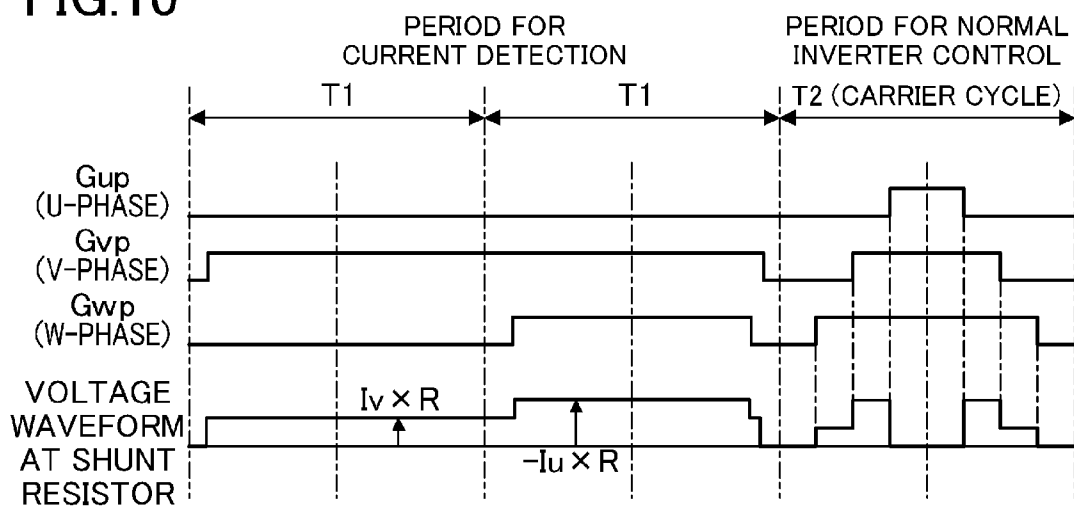 FIG.10
PERIOD FOR
CURRENT DETECTION
PERIOD FOR NORMAL
INVERTER CONTROL
T1
T1
T2 (CARRIER CYCLE)
Gup
(U-PHASE)
Gvp
(V-PHASE)
Gwp
(W-PHASE)
VOLTAGE
WAVEFORM
AT SHUNT
RESISTOR
Iv × R
-Iu × R